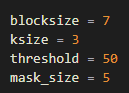 blocksize = 7
ksize = 3
threshold = 50
mask_size = 5